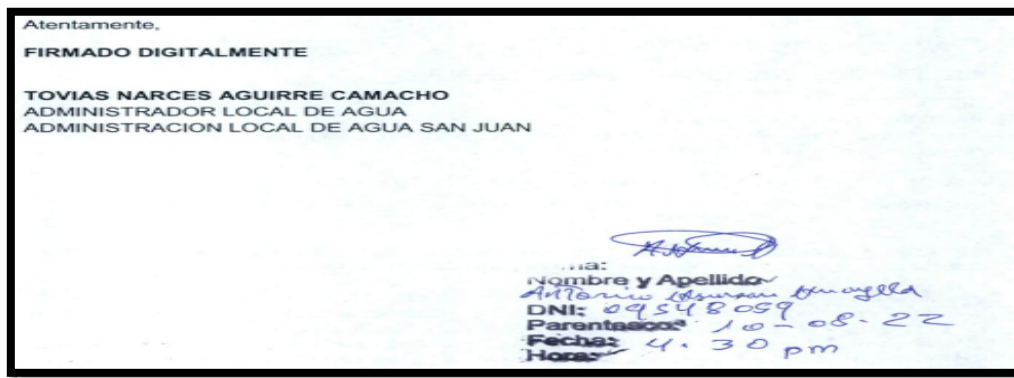 Atentamente,
FIRMADO DIGITALMENTE
TOVIAS NARCES AGUIRRE CAMACHO
ADMINISTRADOR LOCAL DE AGUA
ADMINISTRACION LOCAL DE AGUA SAN JUAN
Nombre y Apellido
Antonio
DNI: 09548059
Parentesco: 10-08-22
Fecha: 4.30 pm
Hora: